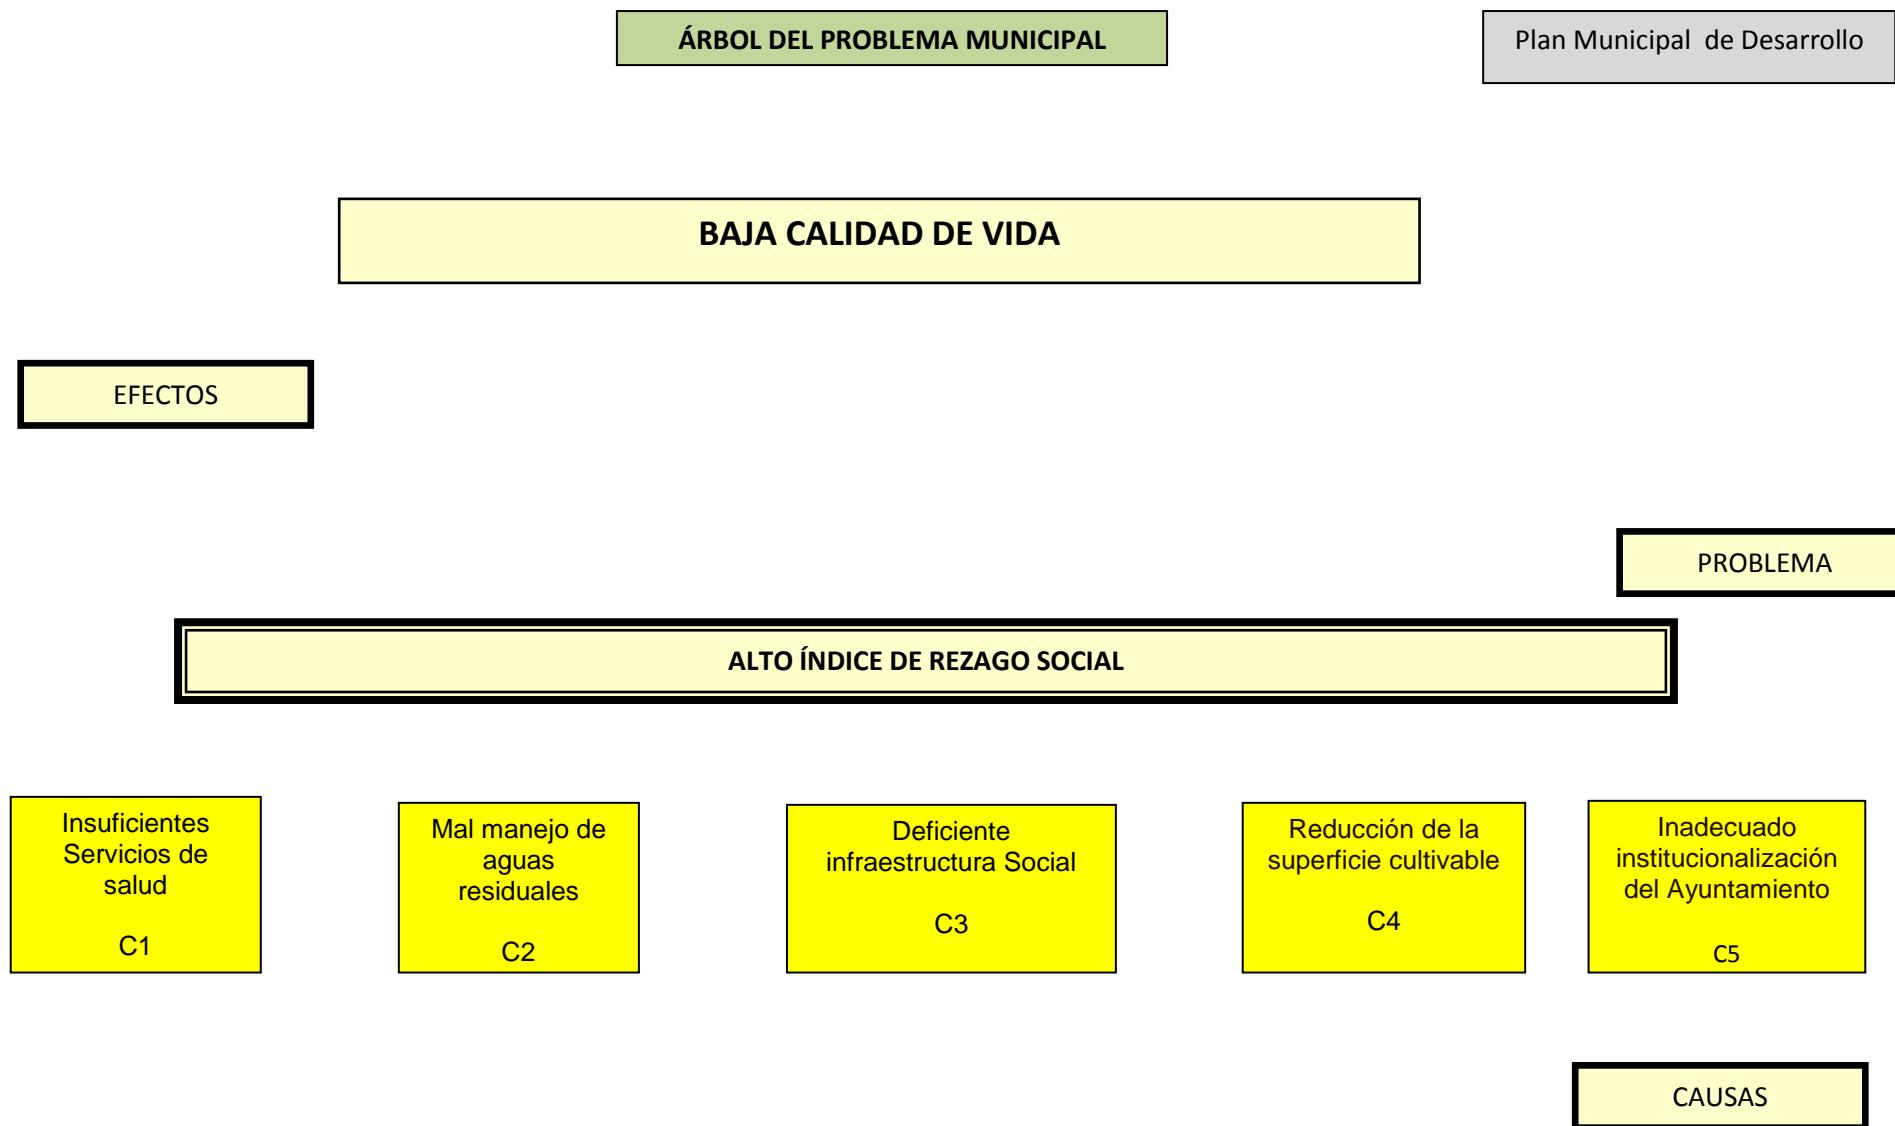 ÁRBOL DEL PROBLEMA MUNICIPAL
Plan Municipal de Desarrollo
BAJA CALIDAD DE VIDA
EFECTOS
PROBLEMA
ALTO ÍNDICE DE REZAGO SOCIAL
Insuficientes
Servicios de
salud
C1
Mal manejo de
aguas
residuales
C2
Deficiente
infraestructura Social
C3
Reducción de la
superficie cultivable
C4
Inadecuado
institucionalización
del Ayuntamiento
C5
CAUSAS